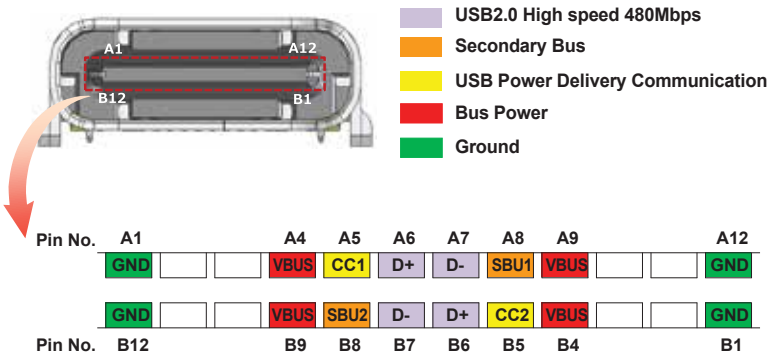 USB2.0 High speed 480Mbps
Secondary Bus
USB Power Delivery Communication
Bus Power
Ground
A1 A12
B12 B1
Pin No. A1 A4 A5 A6 A7 A8 A9 A12
GND VBUS CC1 D+ D- SBU1 VBUS GND
GND VBUS SBU2 D- D+ CC2 VBUS GND
Pin No. B12 B9 B8 B7 B6 B5 B4 B1